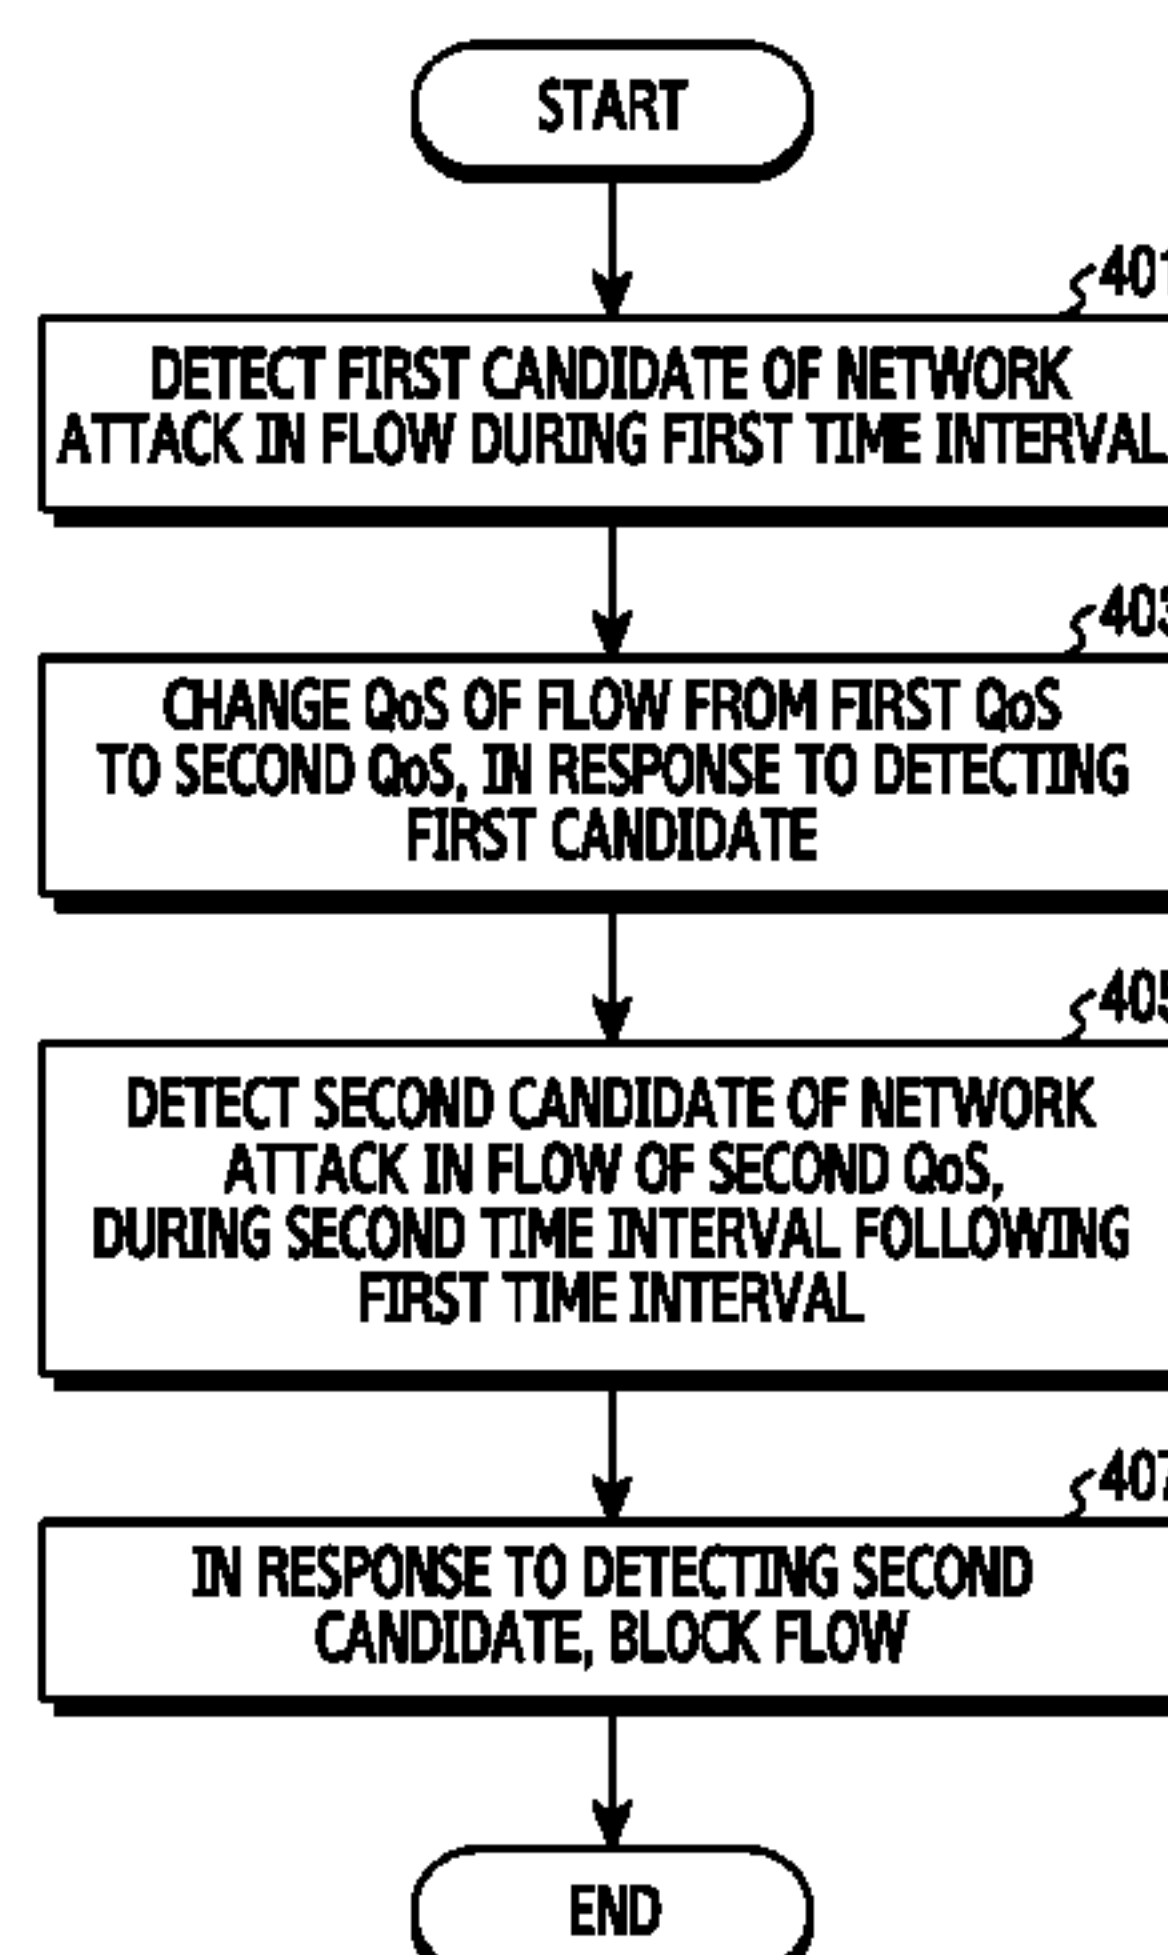 START
401
DETECT FIRST CANDIDATE OF NETWORK
ATTACK IN FLOW DURING FIRST TIME INTERVAL
403
CHANGE QoS OF FLOW FROM FIRST QoS
TO SECOND QoS, IN RESPONSE TO DETECTING
FIRST CANDIDATE
405
DETECT SECOND CANDIDATE OF NETWORK
ATTACK IN FLOW OF SECOND QoS,
DURING SECOND TIME INTERVAL FOLLOWING
FIRST TIME INTERVAL
407
IN RESPONSE TO DETECTING SECOND
CANDIDATE, BLOCK FLOW
END